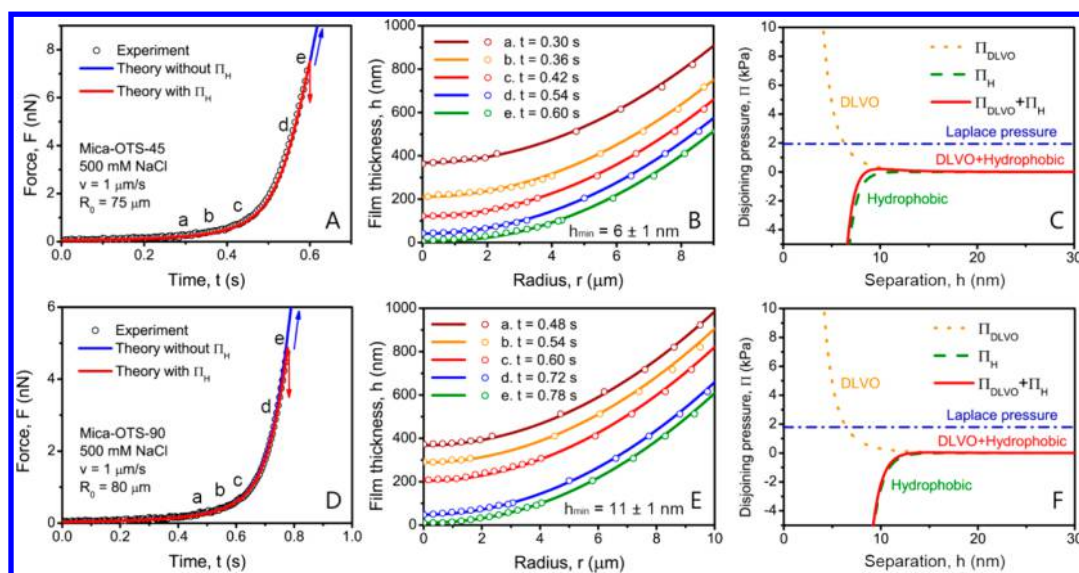 Force, F (nN)
8
6
4
2
0
Experiment
Theory without Π_H
Theory with Π_H
e
d
c
b
a
Mica-OTS-45
500 mM NaCl
v = 1 μm/s
R_0 = 75 μm
A
0.0 0.2 0.4 0.6 0.8
Time, t (s)
Film thickness, h (nm)
1000
800
600
400
200
0
a. t = 0.30 s
b. t = 0.36 s
c. t = 0.42 s
d. t = 0.54 s
e. t = 0.60 s
B
h_min = 6 ± 1 nm
0 2 4 6 8
Radius, r (μm)
Disjoining pressure, Π (kPa)
10
8
6
4
2
0
-2
-4
Π_DLVO
Π_H
Π_DLVO+Π_H
DLVO
Laplace pressure
DLVO+Hydrophobic
Hydrophobic
C
0 10 20 30
Separation, h (nm)
Force, F (nN)
6
4
2
0
Experiment
Theory without Π_H
Theory with Π_H
e
d
c
b
a
Mica-OTS-90
500 mM NaCl
v = 1 μm/s
R_0 = 80 μm
D
0.0 0.2 0.4 0.6 0.8 1.0
Time, t (s)
Film thickness, h (nm)
1000
800
600
400
200
0
a. t = 0.48 s
b. t = 0.54 s
c. t = 0.60 s
d. t = 0.72 s
e. t = 0.78 s
E
h_min = 11 ± 1 nm
0 2 4 6 8 10
Radius, r (μm)
Disjoining pressure, Π (kPa)
10
8
6
4
2
0
-2
-4
Π_DLVO
Π_H
Π_DLVO+Π_H
DLVO
Laplace pressure
DLVO+Hydrophobic
Hydrophobic
F
0 10 20 30
Separation, h (nm)